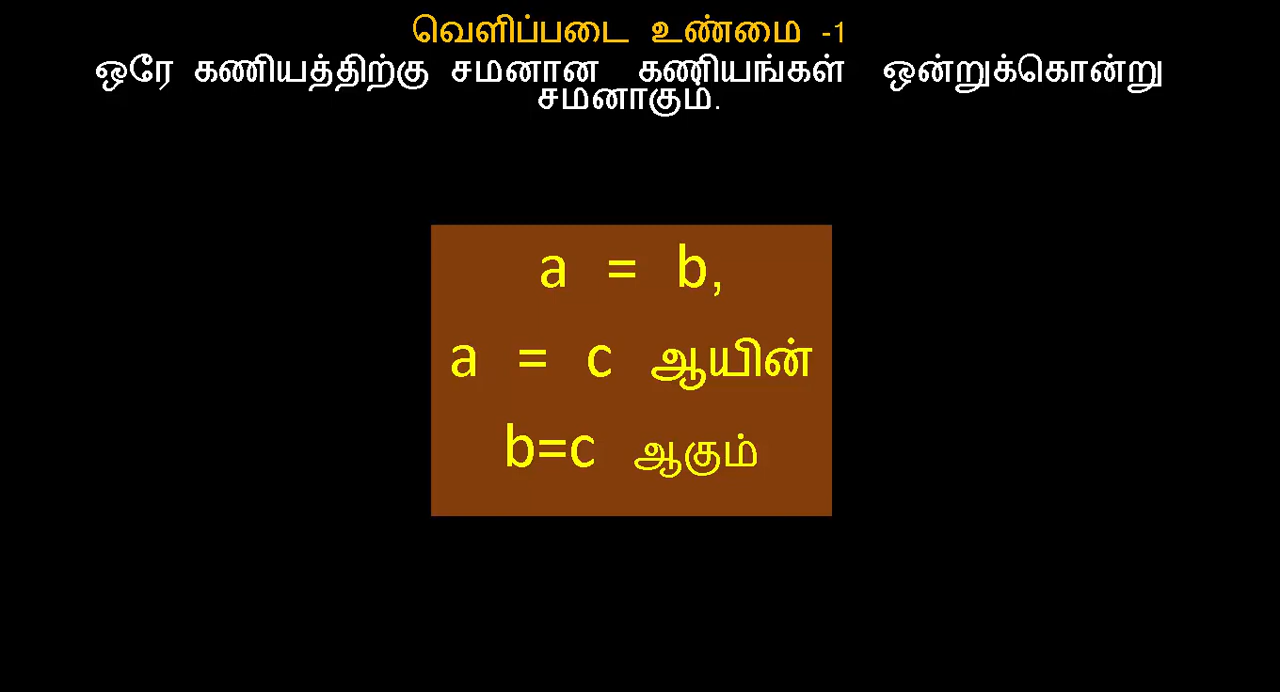 வெளிப்படை உண்மை -1
ஒரே கணியத்திற்கு சமனான கணியங்கள் ஒன்றுக்கொன்று
சமனாகும்.
a = b,
a = c ஆயின்
b=c ஆகும்